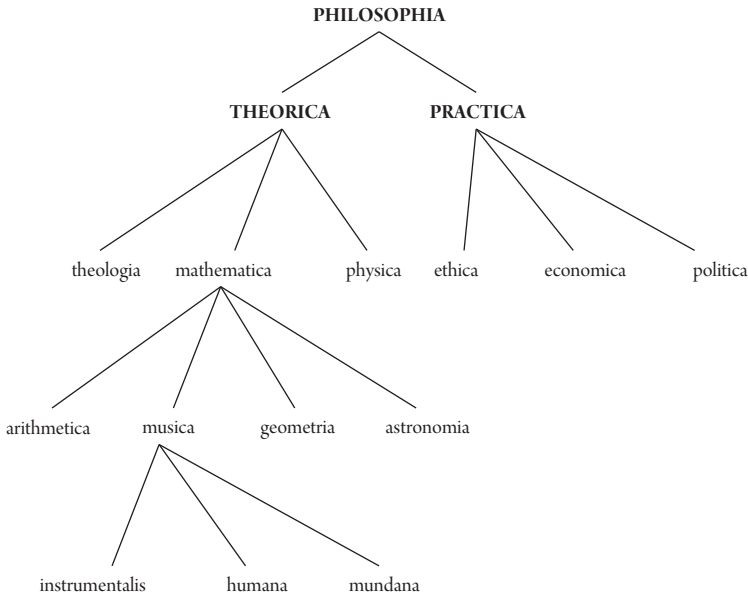 PHILOSOPHIA
THEORICA PRACTICA
theologia mathematica physica ethica economica politica
arithmetica musica geometria astronomia
instrumentalis humana mundana